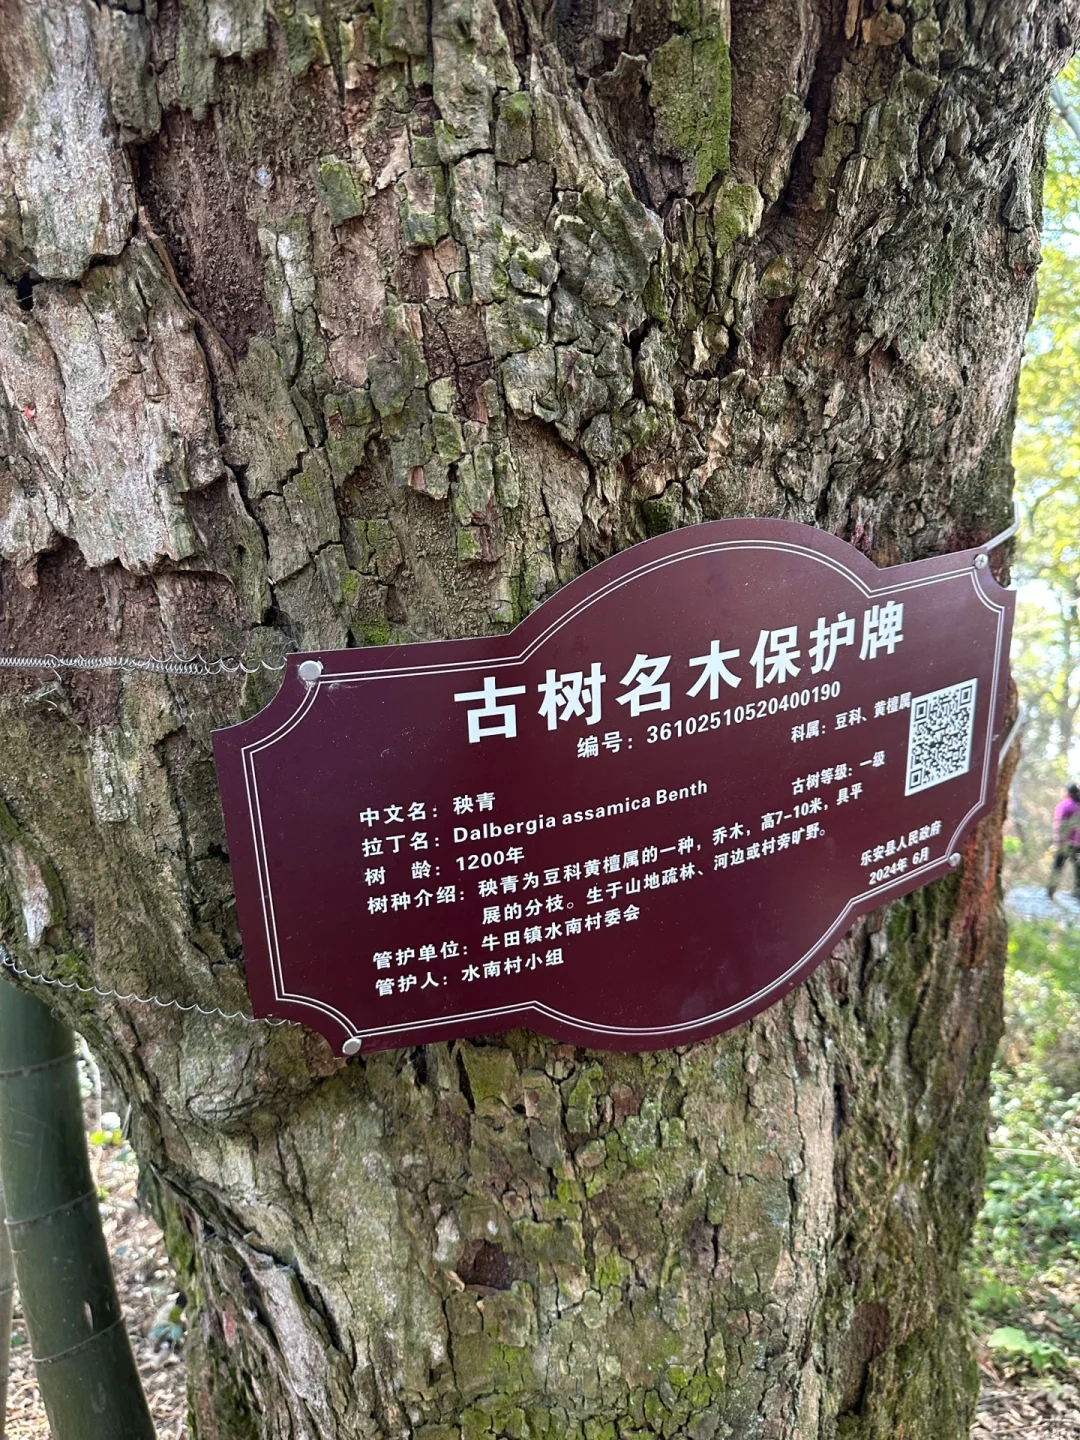 古树名木保护牌
编号：36102510520400190
中文名：秧青
科属：豆科、黄檀属
拉丁名：Dalbergia assamica Benth
古树等级：一级
树 龄：1200年
树种介绍：秧青为豆科黄檀属的一种，乔木，高7-10米，具平
展的分枝。生于山地疏林、河边或村旁旷野。
管护单位：牛田镇水南村委会
管护人：水南村小组
乐安县人民政府
2024年 6月